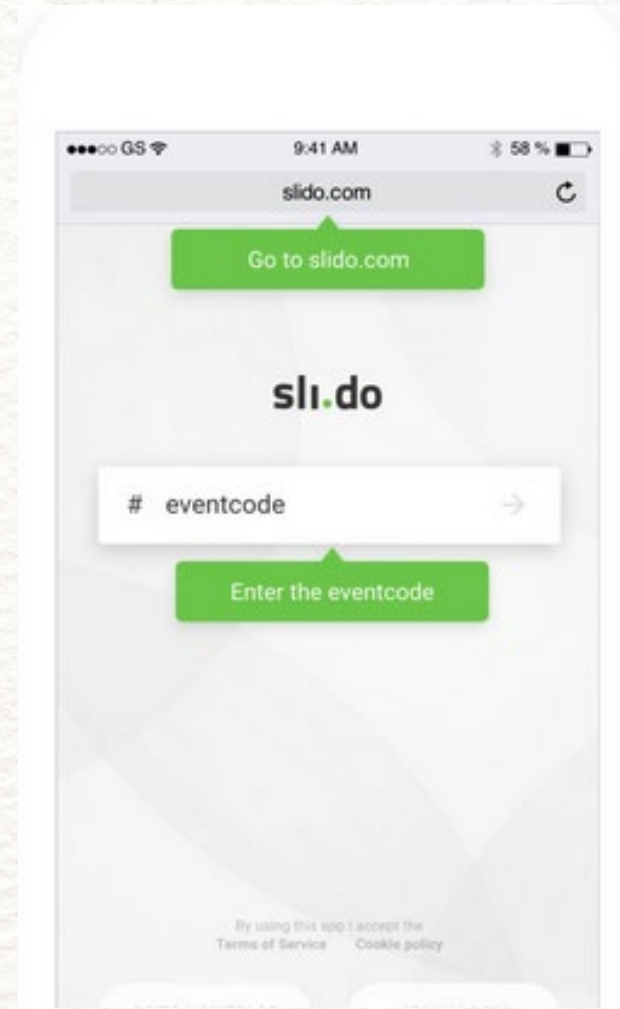 GS 9:41 AM 58 %
slido.com
Go to slido.com
slı.do
# eventcode
Enter the eventcode
By using this app I accept the
Terms of Service Cookie policy